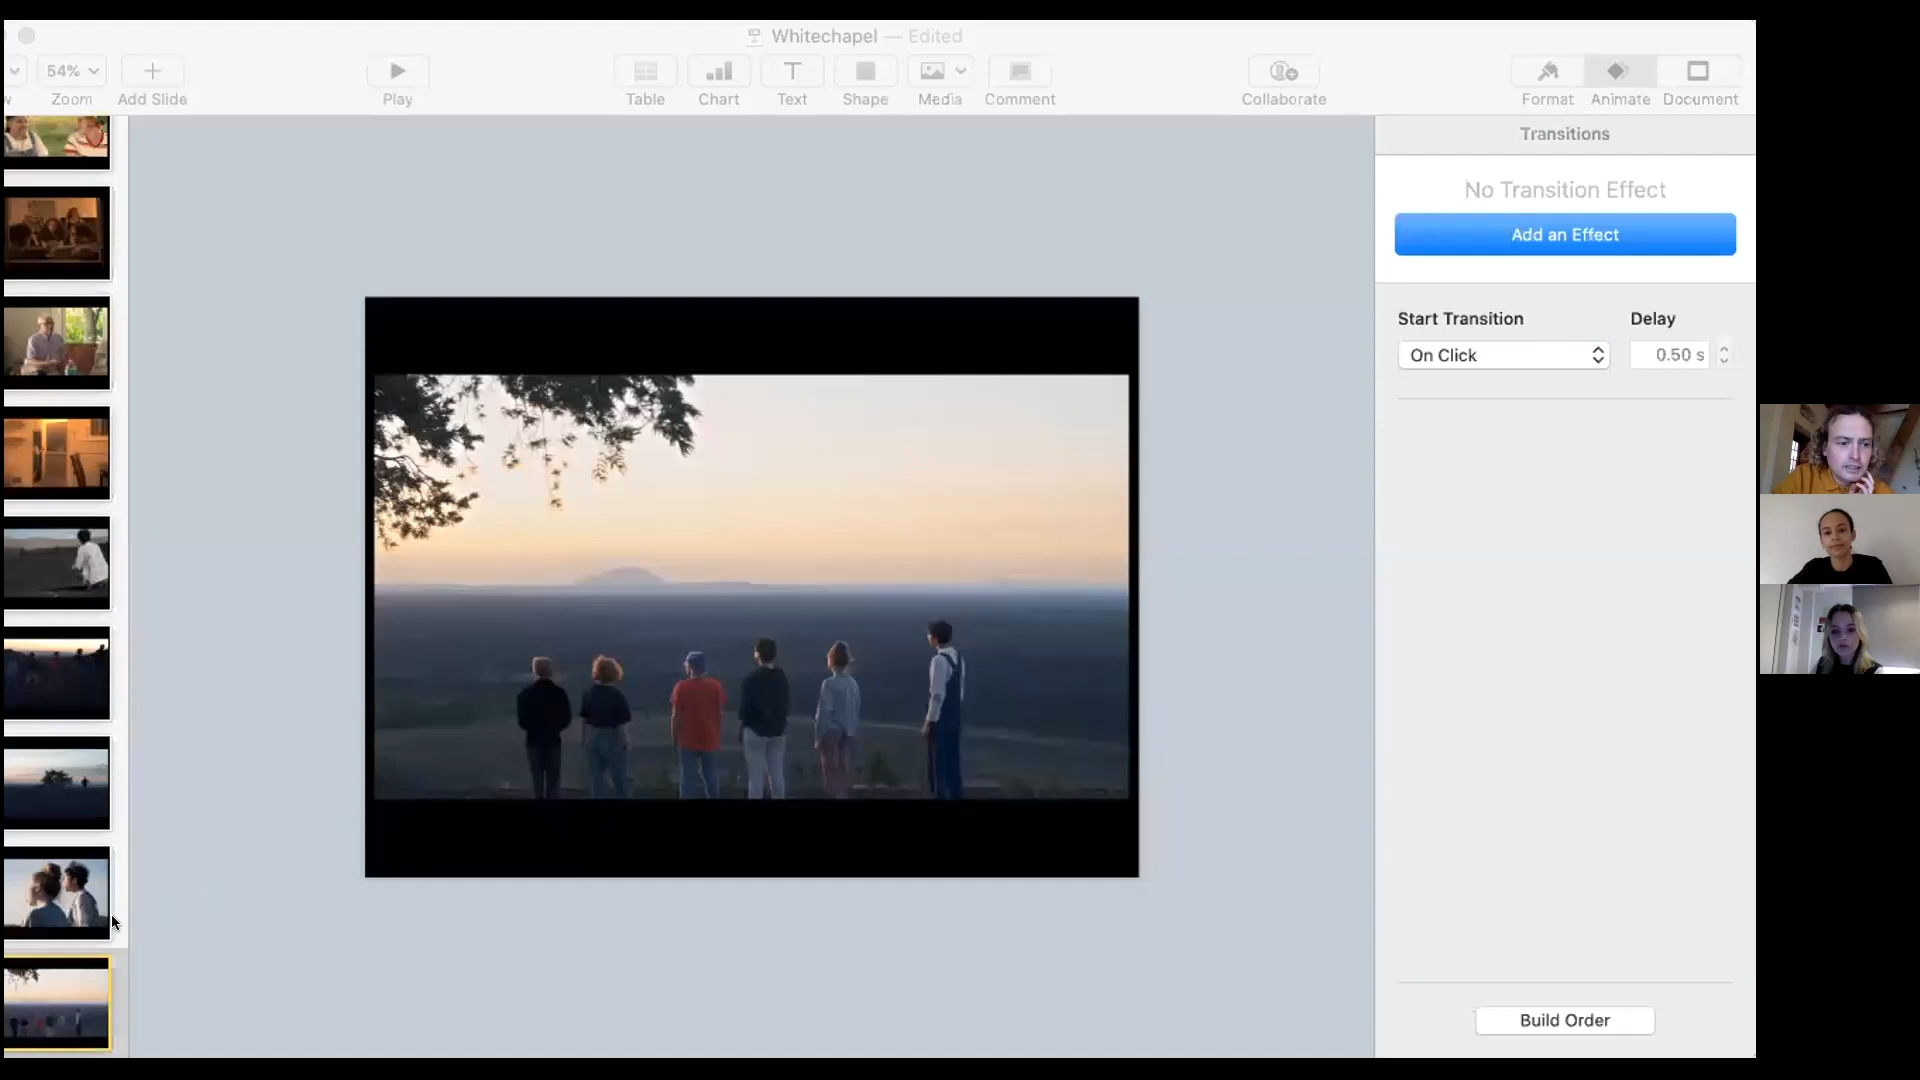 Whitechapel — Edited
w
54%
Zoom
Add Slide
Play
Table
Chart
Text
Shape
Media
Comment
Collaborate
Format
Animate
Document
Transitions
No Transition Effect
Add an Effect
Start Transition
Delay
On Click
0.50 s
Build Order